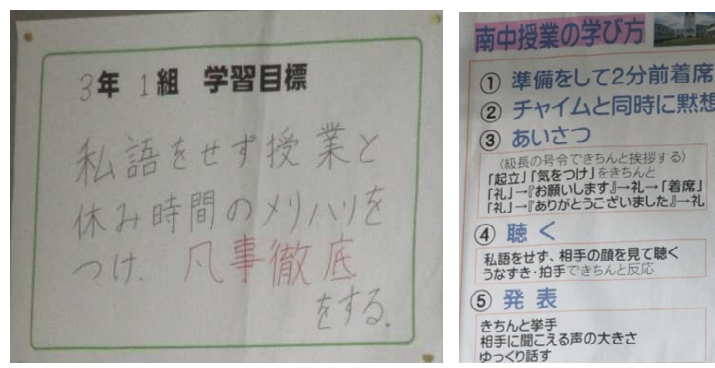 3年 1組 学習目標
私語をせず授業と
休み時間のメリハリを
つけ、凡事徹底
をする.
南中授業の学び方
① 準備をして2分前着席
② チャイムと同時に黙想
③ あいさつ
〈級長の号令できちんと挨拶する〉
「起立」「気をつけ」をきちんと
「礼」→『お願いします』→礼→「着席」
「礼」→『ありがとうございました』→礼
④ 聴く
私語をせず、相手の顔を見て聴く
うなずき・拍手できちんと反応
⑤ 発表
きちんと挙手
相手に聞こえる声の大きさ
ゆっくり話す